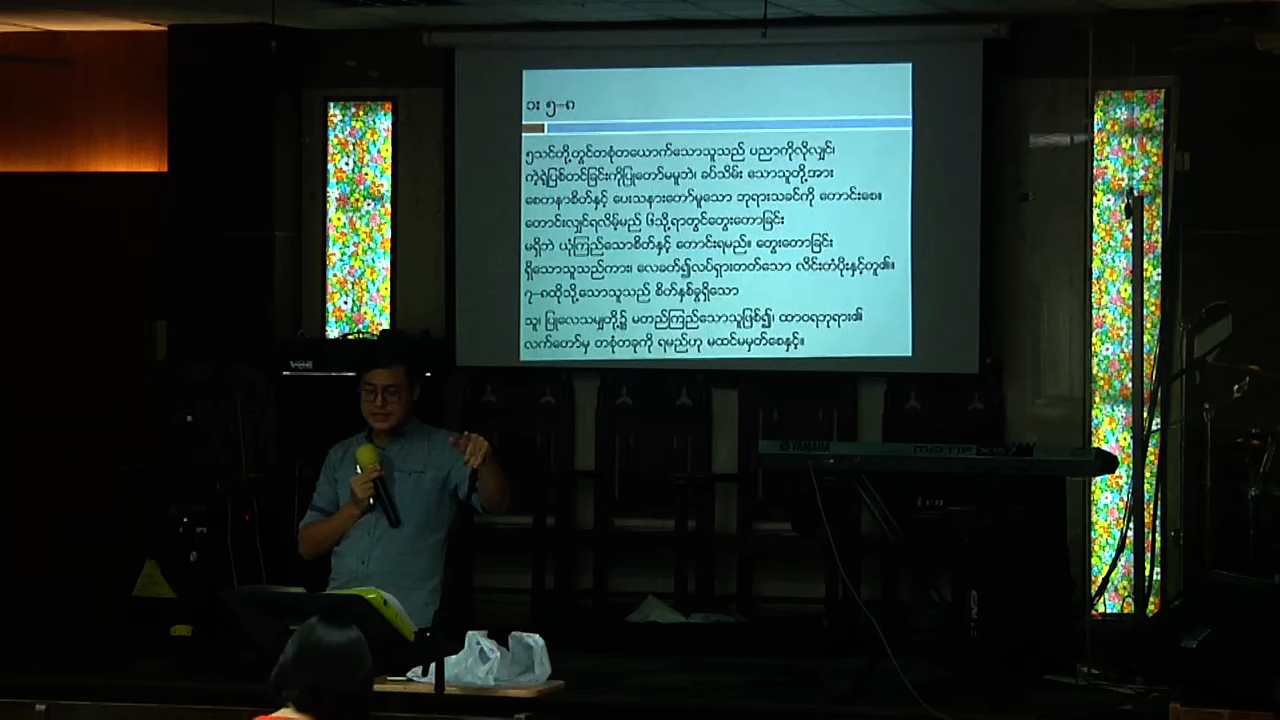 ၁း ၅-၈
၅သင်တို့တွင်တစုံတယောက်သောသူသည် ပညာကိုလိုလျှင်၊
ကဲ့ရဲ့ပြစ်တင်ခြင်းကိုပြုတော်မမူဘဲ၊ ခပ်သိမ်း သောသူတို့အား
စေတနာစိတ်နှင့် ပေးသနားတော်မူသော ဘုရားသခင်ကို တောင်းစေ။
တောင်းလျှင်ရလိမ့်မည် ၆သို့ရာတွင်တွေးတောခြင်း
မရှိဘဲ ယုံကြည်သောစိတ်နှင့် တောင်းရမည်။ တွေးတောခြင်း
ရှိသောသူသည်ကား၊ လေခတ်၍လပ်ရှားတတ်သော လိုင်းတံပိုးနှင့်တူ၏။
၇-၈ထိုသို့သောသူသည် စိတ်နှစ်ခွရှိသော
သူ၊ ပြုလေသမျှတို့၌ မတည်ကြည်သောသူဖြစ်၍၊ ထာဝရဘုရား၏
လက်တော်မှ တစုံတခုကို ရမည်ဟု မထင်မမှတ်စေနှင့်။
YAMAHA
MOTIF XS7